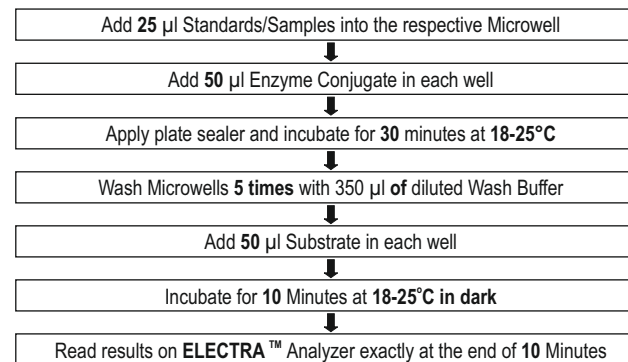 Add 25 µl Standards/Samples into the respective Microwell
Add 50 µl Enzyme Conjugate in each well
Apply plate sealer and incubate for 30 minutes at 18-25°C
Wash Microwells 5 times with 350 µl of diluted Wash Buffer
Add 50 µl Substrate in each well
Incubate for 10 Minutes at 18-25°C in dark
Read results on ELECTRA™ Analyzer exactly at the end of 10 Minutes